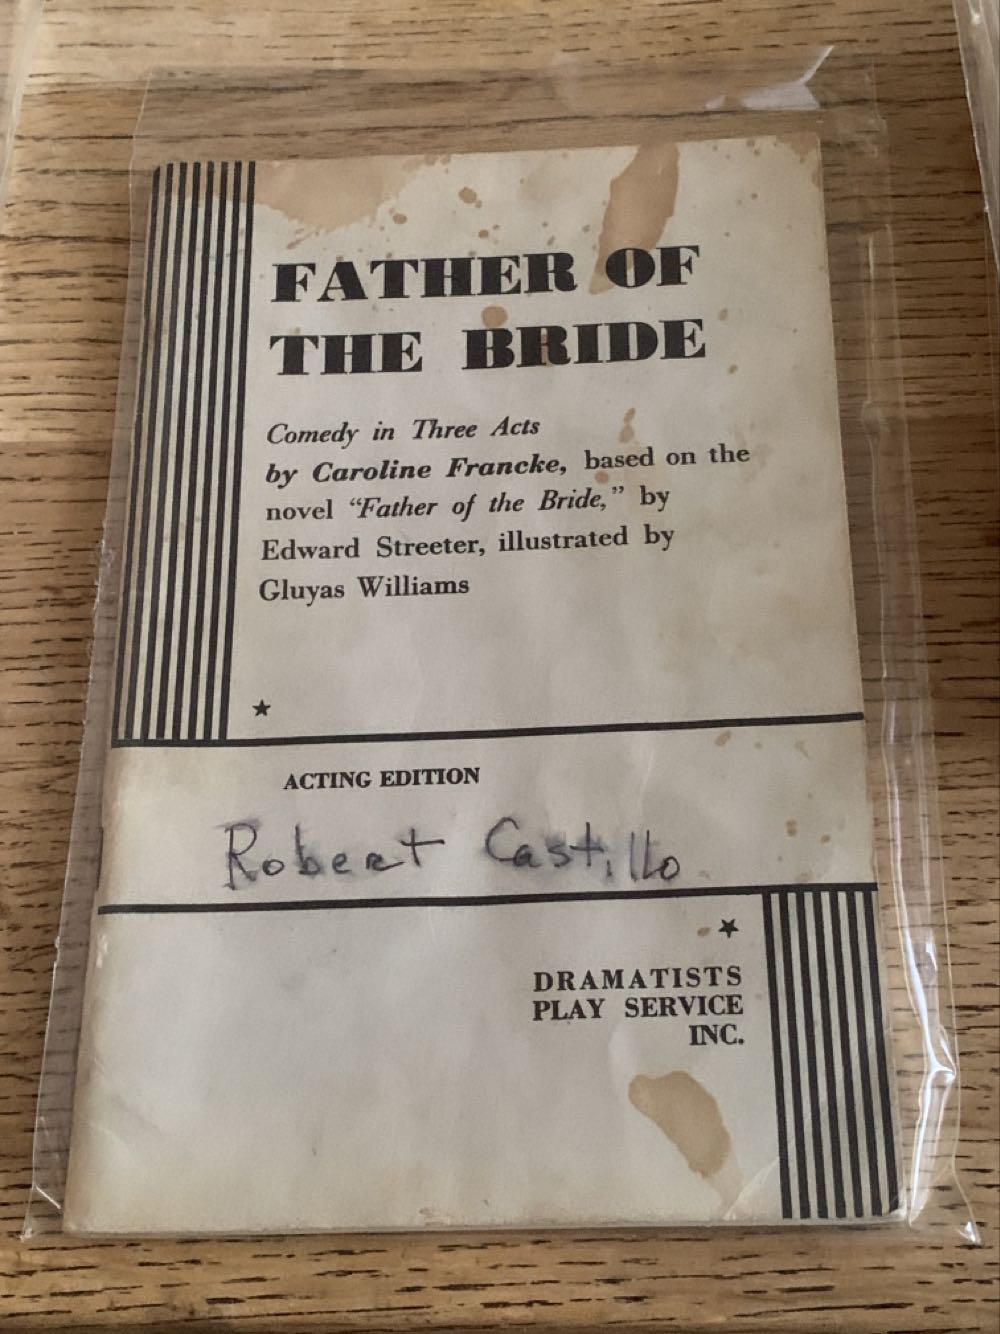 FATHER OF
THE BRIDE
Comedy in Three Acts
by Caroline Francke, based on the
novel “Father of the Bride,” by
Edward Streeter, illustrated by
Gluyas Williams
ACTING EDITION
Robert Castillo
DRAMATISTS
PLAY SERVICE
INC.